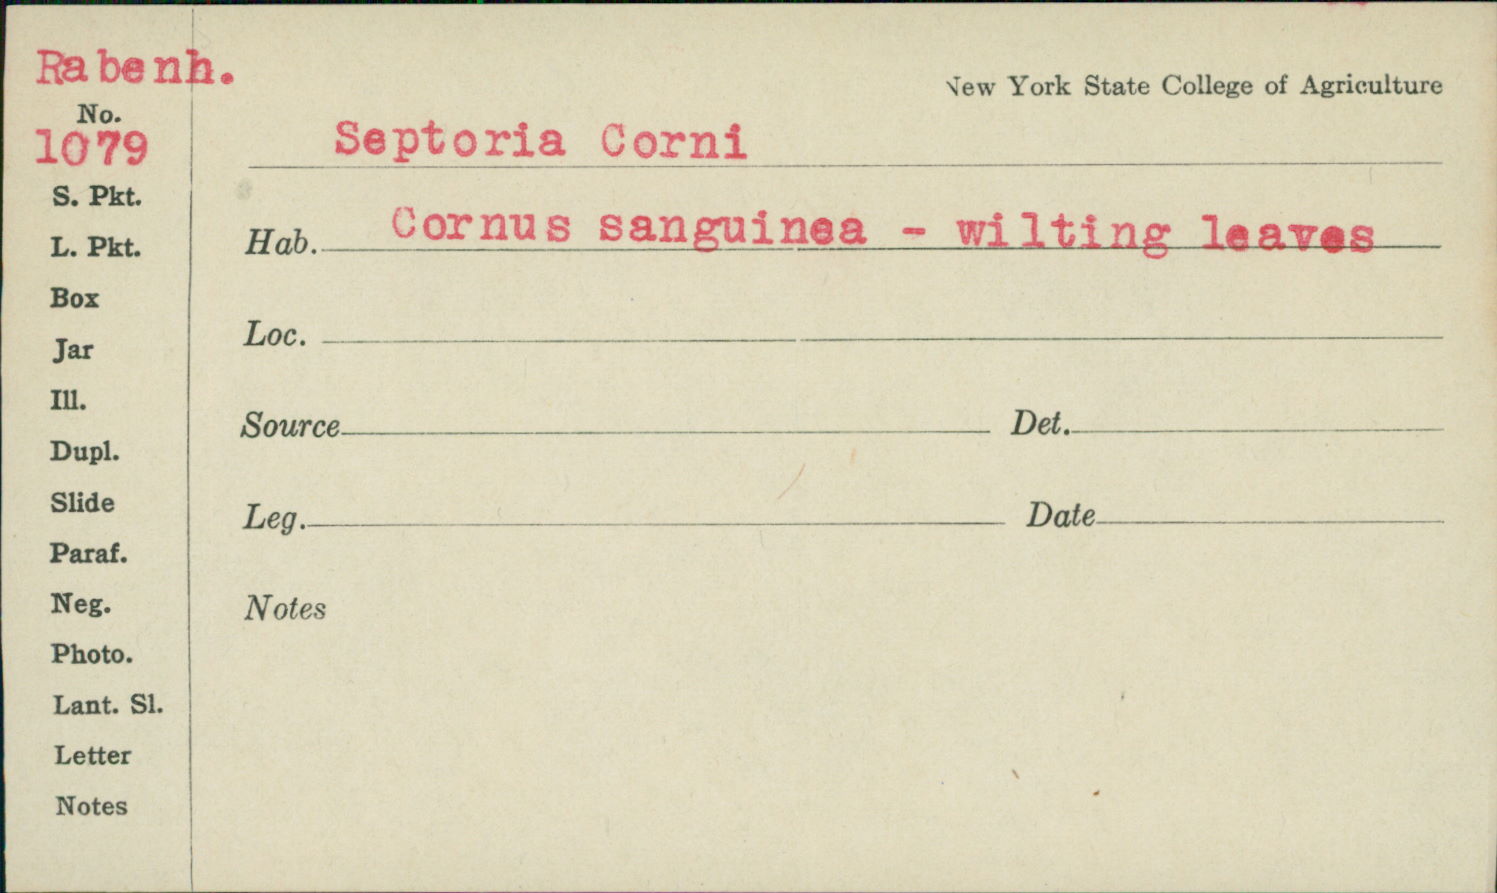 Rabenh.
New York State College of Agriculture
No.
1079
Septoria Corni
S. Pkt.
Hab. Cornus sanguinea - wilting leaves
L. Pkt.
Box
Loc.
Jar
Ill.
Source Det.
Dupl.
Slide
Leg. Date
Paraf.
Neg.
Notes
Photo.
Lant. Sl.
Letter
Notes